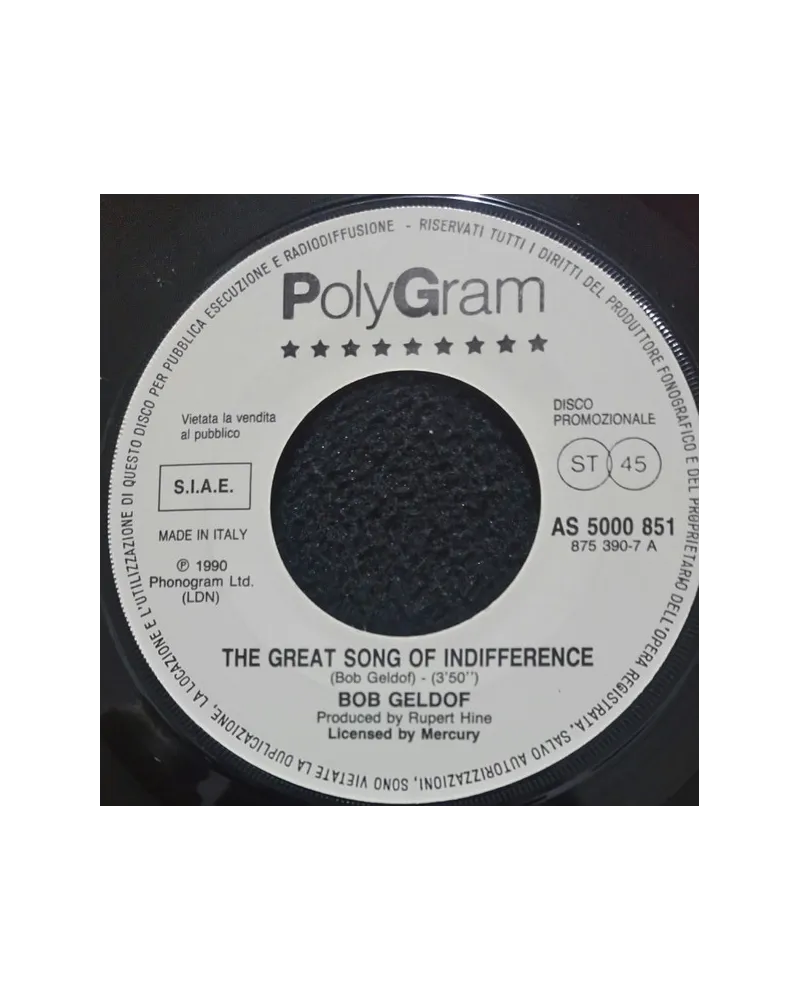 RISERVATI TUTTI I DIRITTI DEL PRODUTTORE FONOGRAFICO E DEL PROPRIETARIO DELL'OPERA REGISTRATA. SALVO AUTORIZZAZIONI, SONO VIETATE LA DUPLICAZIONE, LA LOCAZIONE E L'UTILIZZAZIONE DI QUESTO DISCO PER PUBBLICA ESECUZIONE E RADIODIFFUSIONE -
PolyGram
Vietata la vendita
al pubblico
S.I.A.E.
MADE IN ITALY
℗ 1990
Phonogram Ltd.
(LDN)
DISCO
PROMOZIONALE
ST 45
AS 5000 851
875 390-7 A
THE GREAT SONG OF INDIFFERENCE
(Bob Geldof) - (3'50'')
BOB GELDOF
Produced by Rupert Hine
Licensed by Mercury